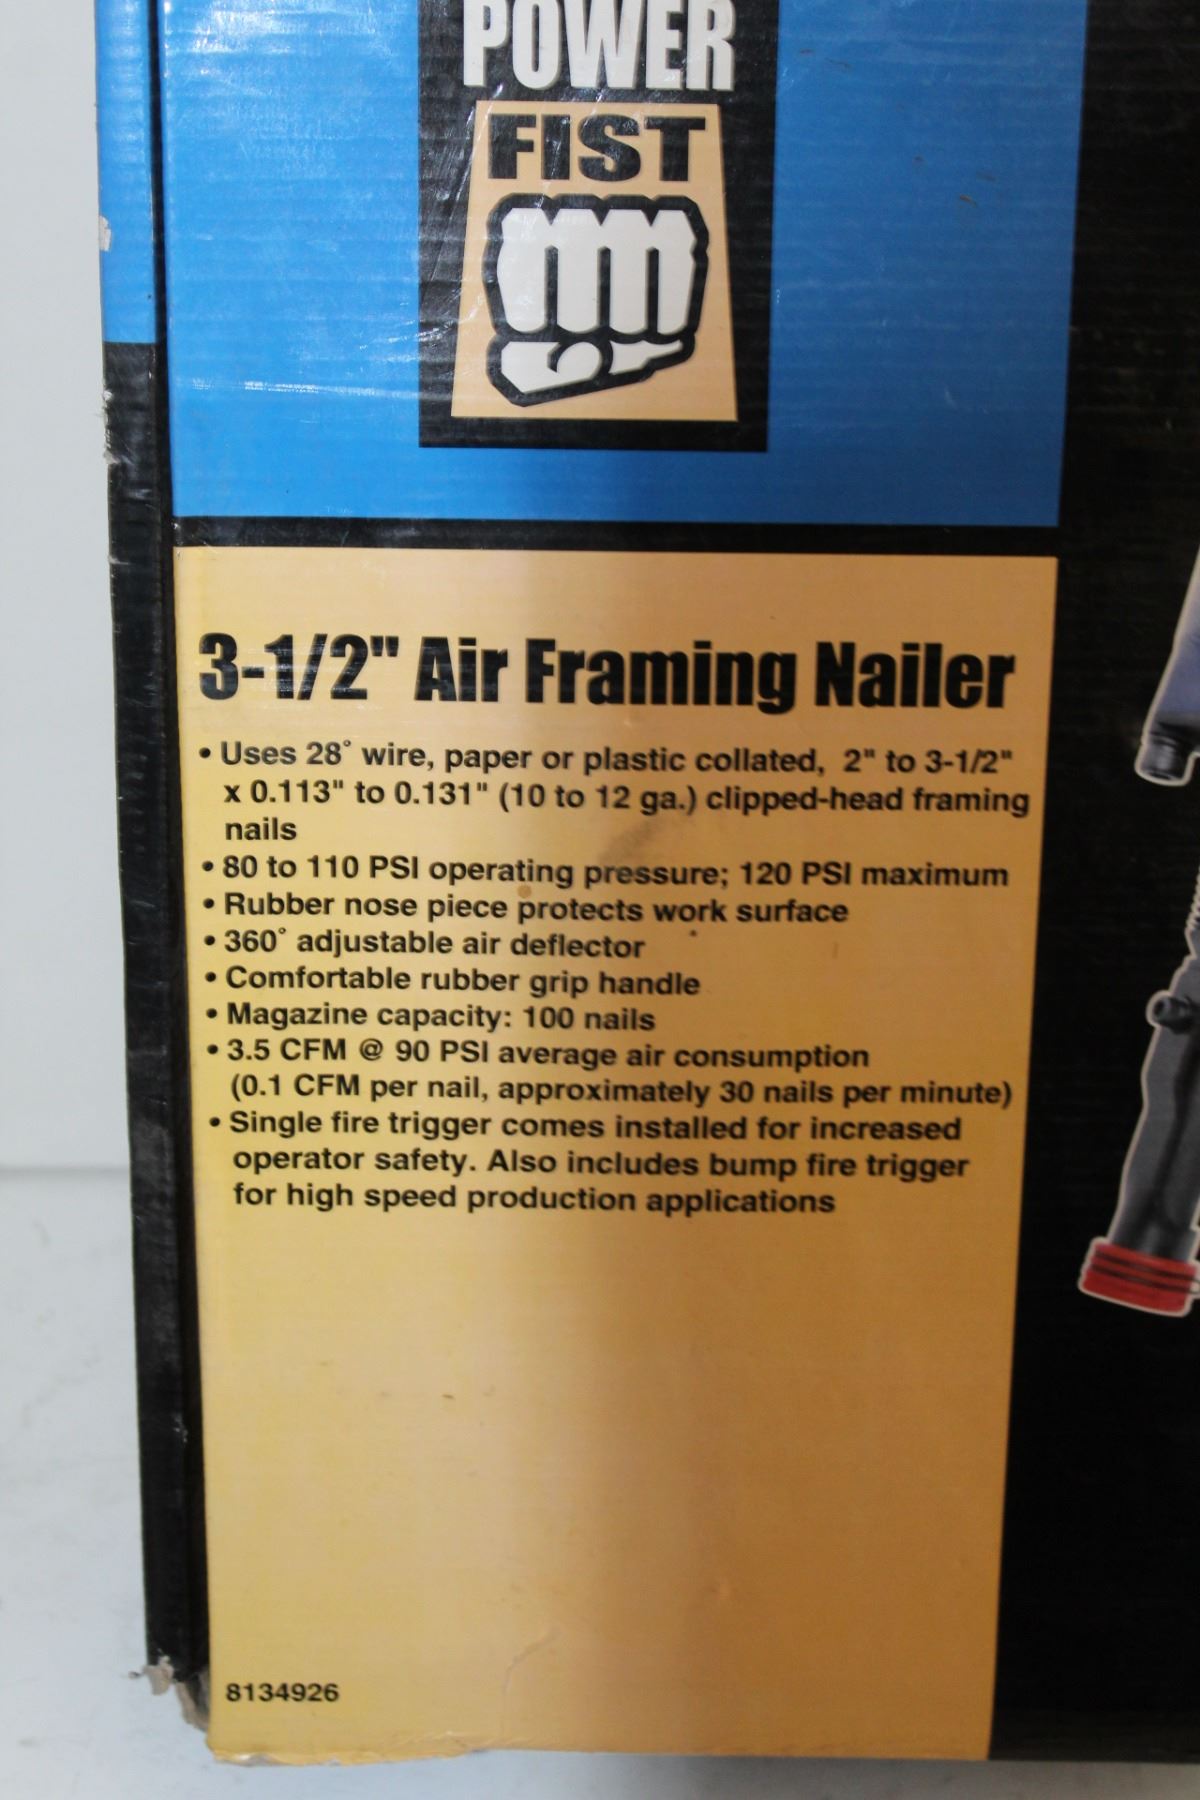 POWER
FIST
3-1/2" Air Framing Nailer
• Uses 28° wire, paper or plastic collated, 2" to 3-1/2"
x 0.113" to 0.131" (10 to 12 ga.) clipped-head framing
nails
• 80 to 110 PSI operating pressure; 120 PSI maximum
• Rubber nose piece protects work surface
• 360° adjustable air deflector
• Comfortable rubber grip handle
• Magazine capacity: 100 nails
• 3.5 CFM @ 90 PSI average air consumption
(0.1 CFM per nail, approximately 30 nails per minute)
• Single fire trigger comes installed for increased
operator safety. Also includes bump fire trigger
for high speed production applications
8134926